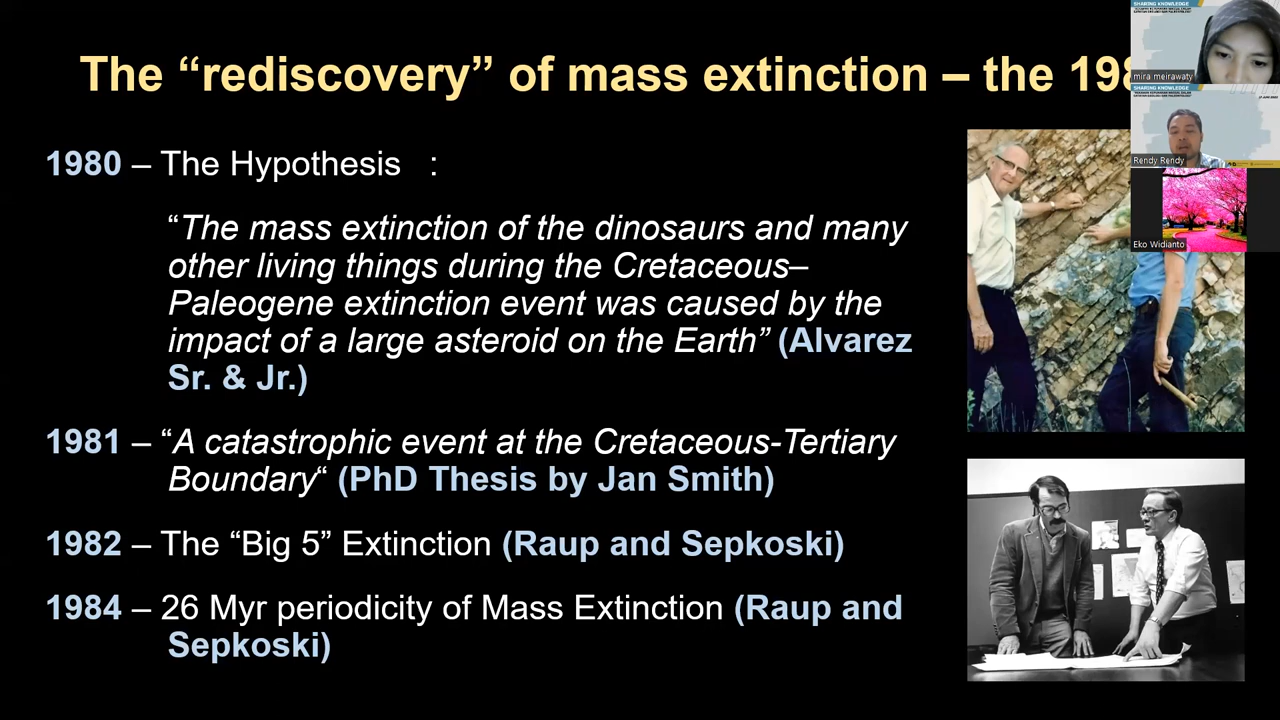 The “rediscovery” of mass extinction – the 198
1980 – The Hypothesis :
“The mass extinction of the dinosaurs and many
other living things during the Cretaceous–
Paleogene extinction event was caused by the
impact of a large asteroid on the Earth” (Alvarez
Sr. & Jr.)
1981 – “A catastrophic event at the Cretaceous-Tertiary
Boundary“ (PhD Thesis by Jan Smith)
1982 – The “Big 5” Extinction (Raup and Sepkoski)
1984 – 26 Myr periodicity of Mass Extinction (Raup and
Sepkoski)
SHARING KNOWLEDGE
mira meirawaty
SHARING KNOWLEDGE
Rendy Rendy
Eko Widianto